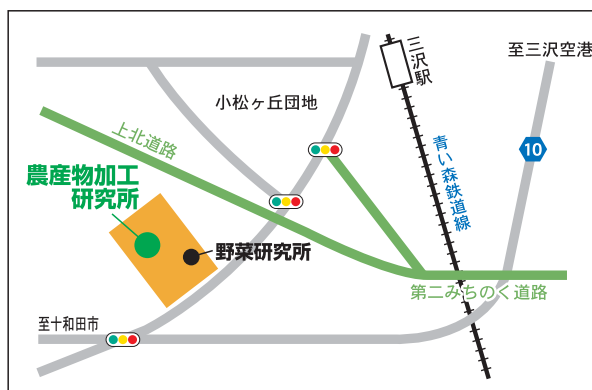 三沢駅
至三沢空港
小松ヶ丘団地
上北道路
10
青い森鉄道線
農産物加工
研究所
野菜研究所
第二みちのく道路
至十和田市